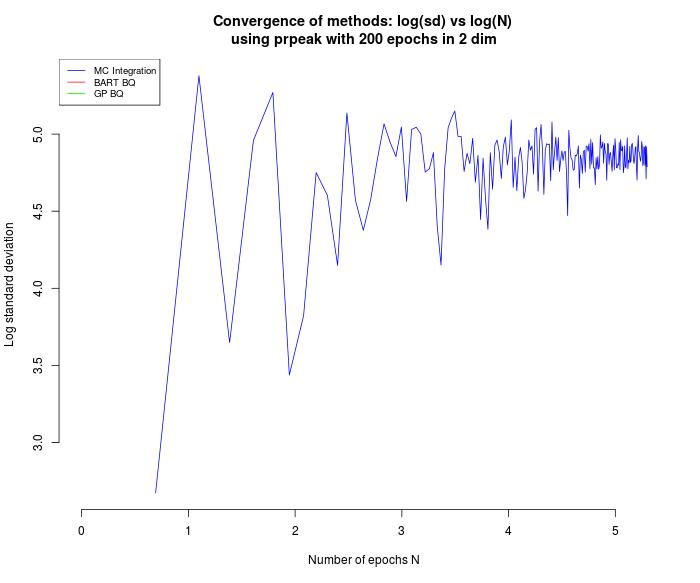 Convergence of methods: log(sd) vs log(N)
using prpeak with 200 epochs in 2 dim
MC Integration
BART BQ
GP BQ
Log standard deviation
5.0
4.5
4.0
3.5
3.0
0 1 2 3 4 5
Number of epochs N